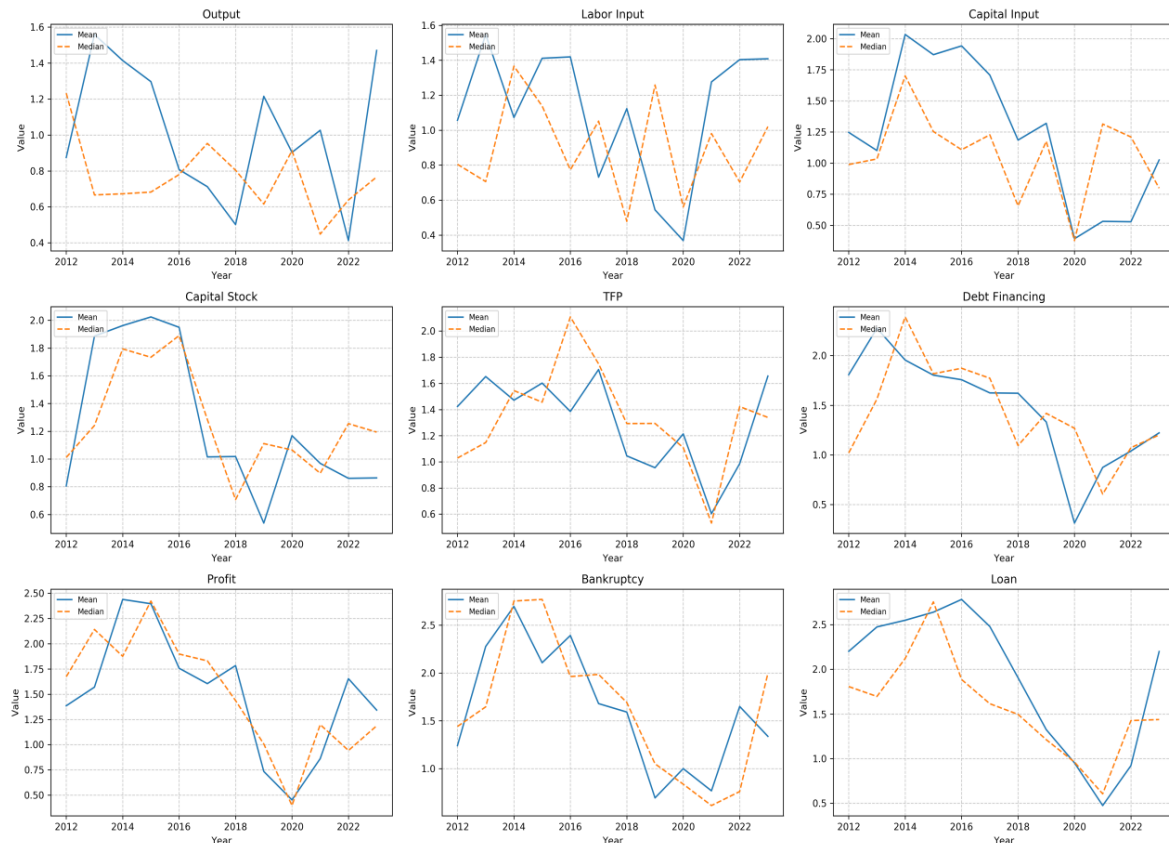 Output
Labor Input
Capital Input
Mean
Median
Mean
Median
Mean
Median
1.6
1.4
1.2
1.0
0.8
0.6
0.4
Value
1.6
1.4
1.2
1.0
0.8
0.6
0.4
Value
2.00
1.75
1.50
1.25
1.00
0.75
0.50
Value
2012 2014 2016 2018 2020 2022
2012 2014 2016 2018 2020 2022
2012 2014 2016 2018 2020 2022
Year
Year
Year
Capital Stock
TFP
Debt Financing
Mean
Median
Mean
Median
Mean
Median
2.0
1.8
1.6
1.4
1.2
1.0
0.8
0.6
Value
2.0
1.8
1.6
1.4
1.2
1.0
0.8
0.6
Value
2.0
1.5
1.0
0.5
Value
2012 2014 2016 2018 2020 2022
2012 2014 2016 2018 2020 2022
2012 2014 2016 2018 2020 2022
Year
Year
Year
Profit
Bankruptcy
Loan
Mean
Median
Mean
Median
Mean
Median
2.50
2.25
2.00
1.75
1.50
1.25
1.00
0.75
0.50
Value
2.5
2.0
1.5
1.0
Value
2.5
2.0
1.5
1.0
0.5
Value
2012 2014 2016 2018 2020 2022
2012 2014 2016 2018 2020 2022
2012 2014 2016 2018 2020 2022
Year
Year
Year